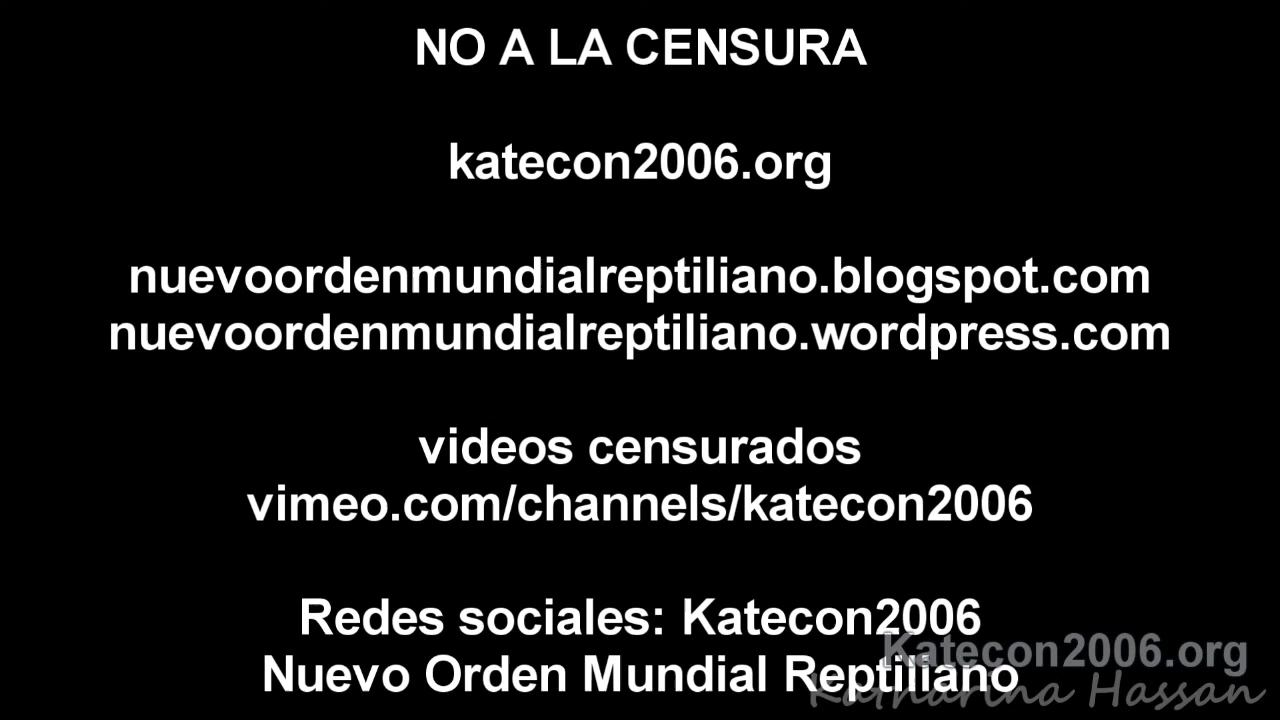 NO A LA CENSURA
katecon2006.org
nuevoordenmundialreptiliano.blogspot.com
nuevoordenmundialreptiliano.wordpress.com
videos censurados
vimeo.com/channels/katecon2006
Redes sociales: Katecon2006
Nuevo Orden Mundial Reptiliano
Katecon2006.org
Katharina Hassan